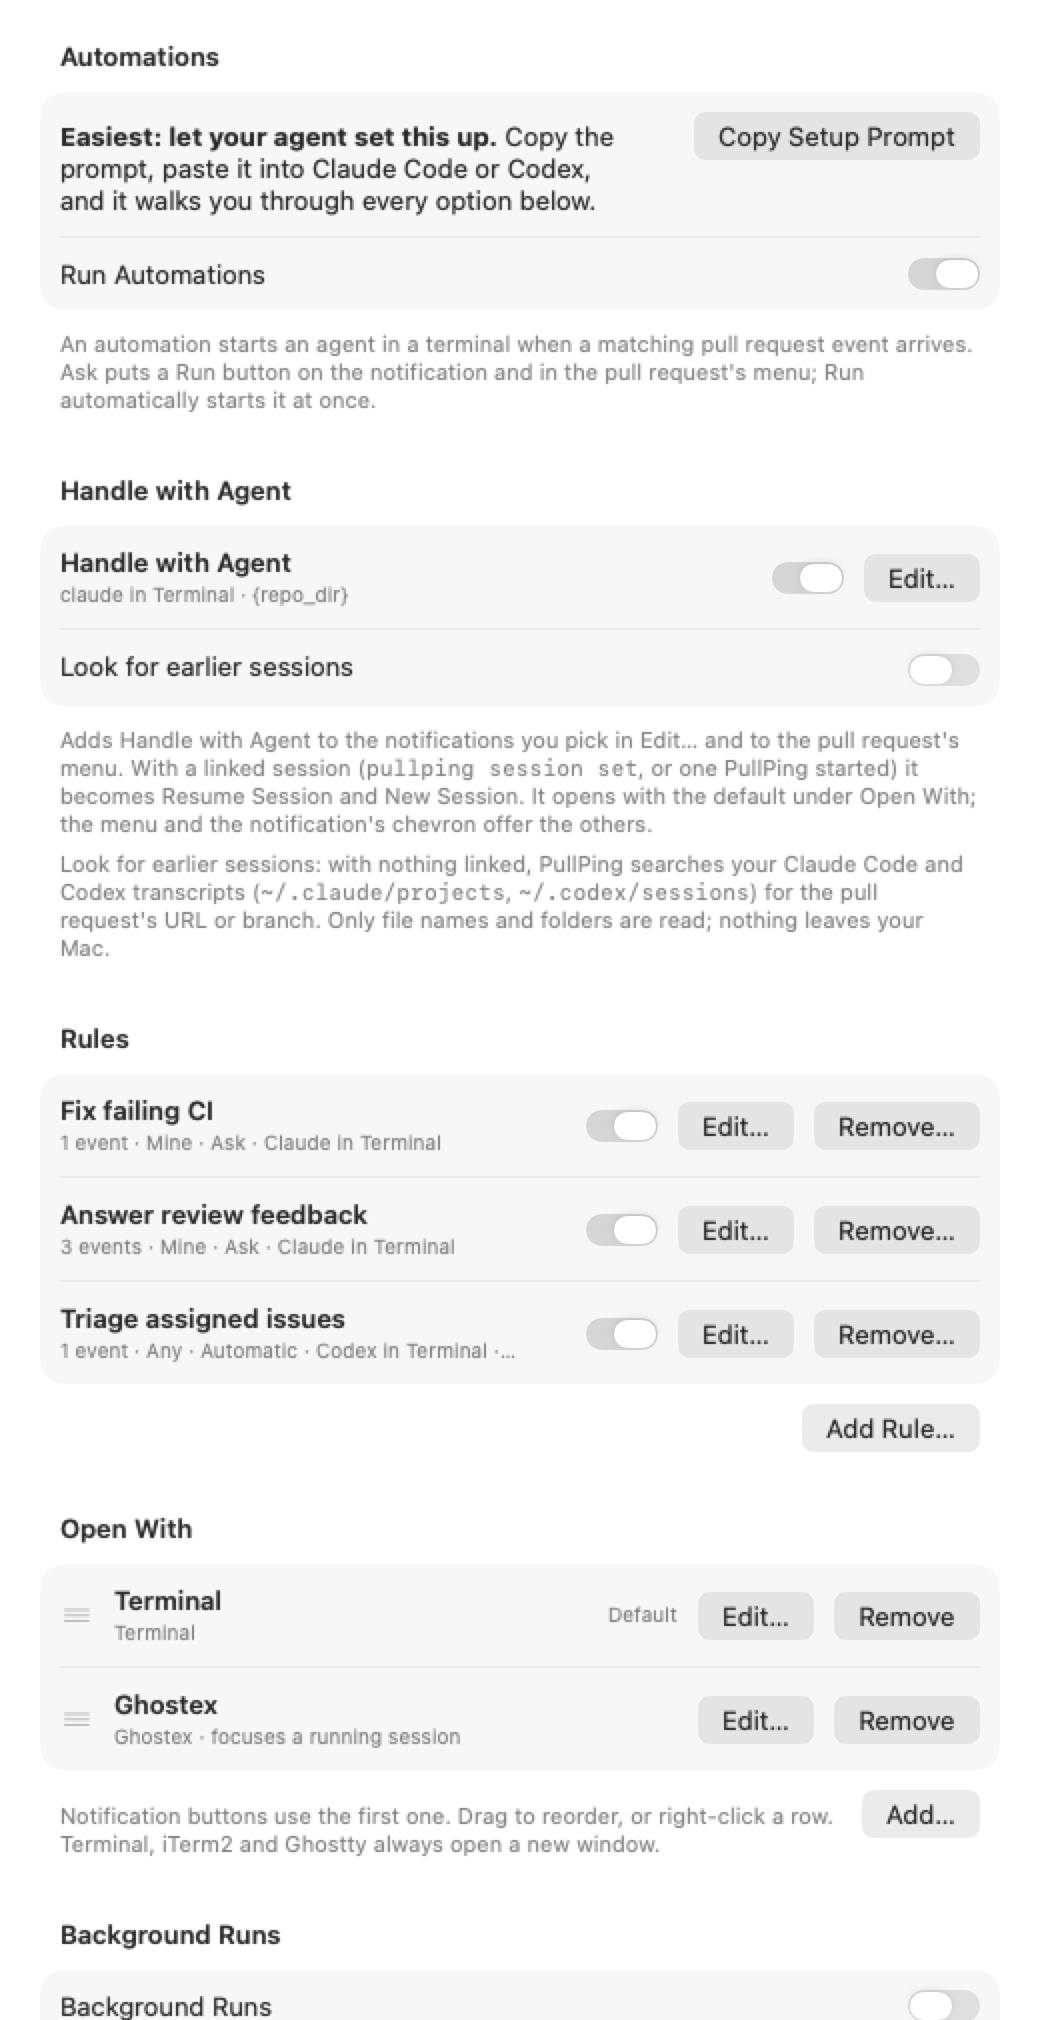 Automations
Easiest: let your agent set this up. Copy the
prompt, paste it into Claude Code or Codex,
and it walks you through every option below.
Copy Setup Prompt
Run Automations
An automation starts an agent in a terminal when a matching pull request event arrives.
Ask puts a Run button on the notification and in the pull request's menu; Run
automatically starts it at once.
Handle with Agent
Handle with Agent
claude in Terminal · {repo_dir}
Edit...
Look for earlier sessions
Adds Handle with Agent to the notifications you pick in Edit... and to the pull request's
menu. With a linked session (pullping session set, or one PullPing started) it
becomes Resume Session and New Session. It opens with the default under Open With;
the menu and the notification's chevron offer the others.
Look for earlier sessions: with nothing linked, PullPing searches your Claude Code and
Codex transcripts (~/.claude/projects, ~/.codex/sessions) for the pull
request's URL or branch. Only file names and folders are read; nothing leaves your
Mac.
Rules
Fix failing CI
1 event · Mine · Ask · Claude in Terminal
Edit...
Remove...
Answer review feedback
3 events · Mine · Ask · Claude in Terminal
Edit...
Remove...
Triage assigned issues
1 event · Any · Automatic · Codex in Terminal ·...
Edit...
Remove...
Add Rule...
Open With
Terminal
Terminal
Default
Edit...
Remove
Ghostex
Ghostex · focuses a running session
Edit...
Remove
Notification buttons use the first one. Drag to reorder, or right-click a row.
Terminal, iTerm2 and Ghostty always open a new window.
Add...
Background Runs
Background Runs